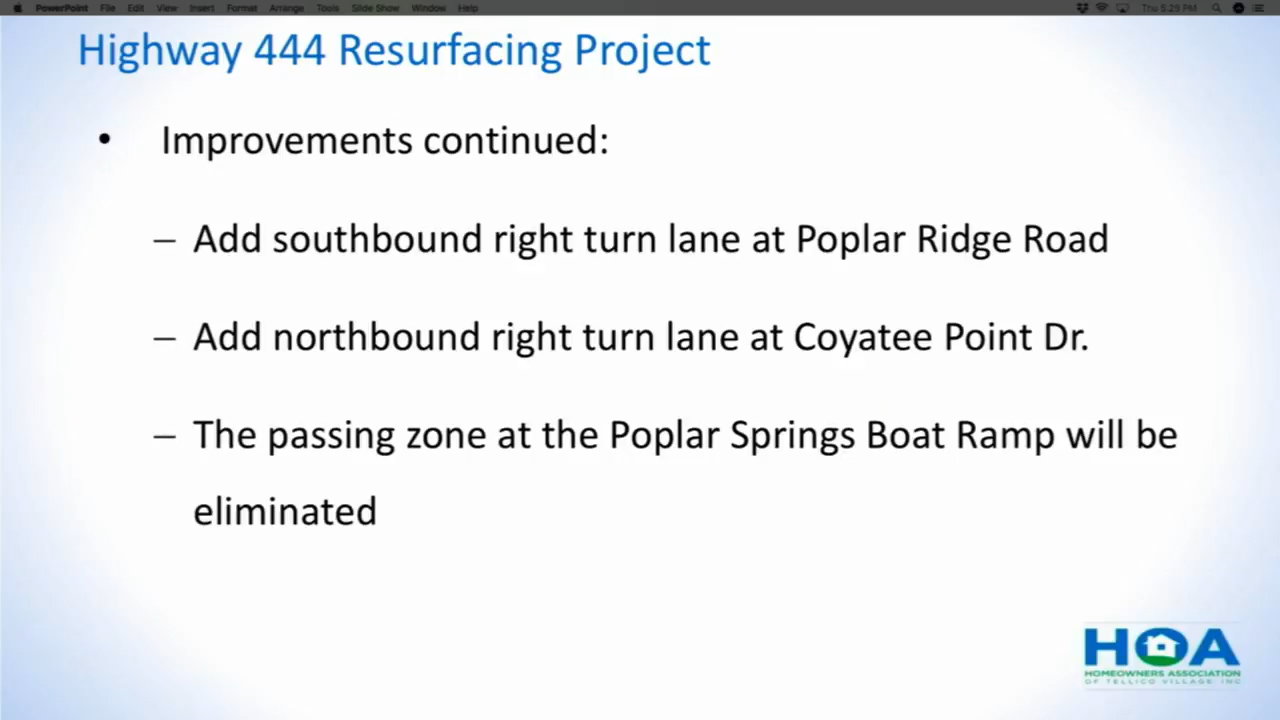 PowerPoint File Edit View Insert Format Arrange Tools Slide Show Window Help Thu 5:29 PM
Highway 444 Resurfacing Project
• Improvements continued:
– Add southbound right turn lane at Poplar Ridge Road
– Add northbound right turn lane at Coyatee Point Dr.
– The passing zone at the Poplar Springs Boat Ramp will be
eliminated
HOA
HOMEOWNERS ASSOCIATION
OF TELLICO VILLAGE INC